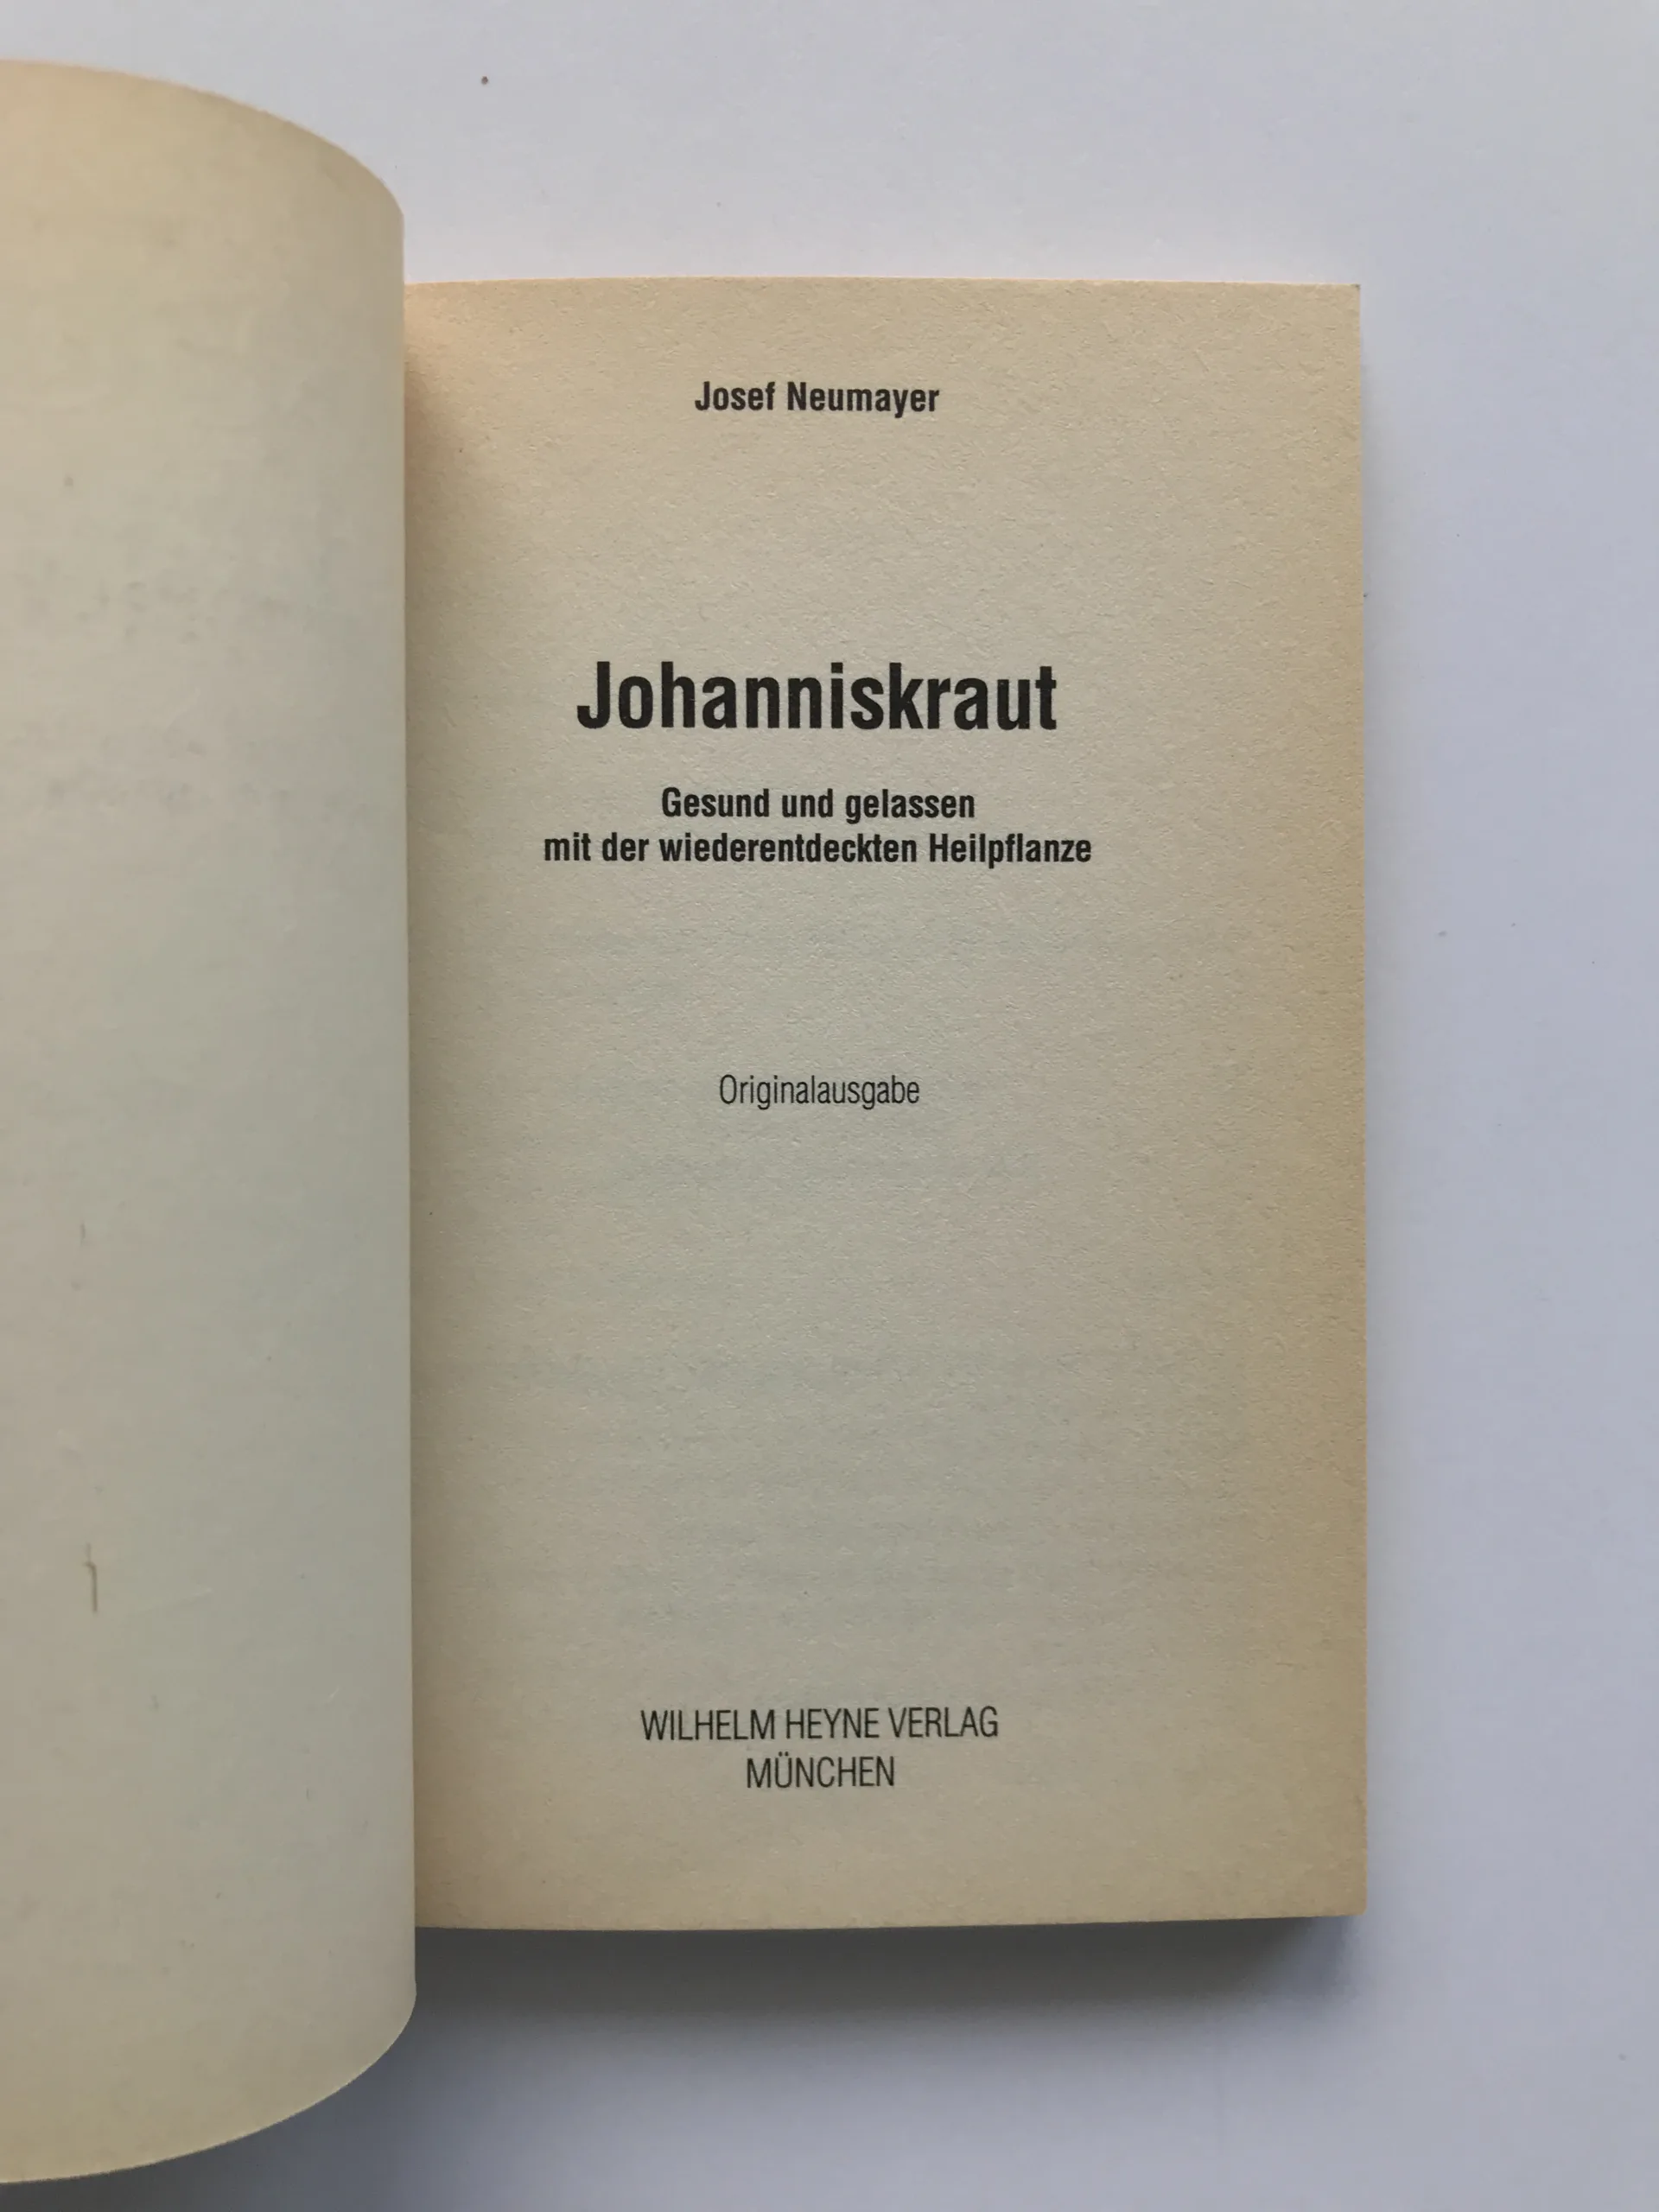 Josef Neumayer
Johanniskraut
Gesund und gelassen
mit der wiederentdeckten Heilpflanze
Originalausgabe
WILHELM HEYNE VERLAG
MÜNCHEN